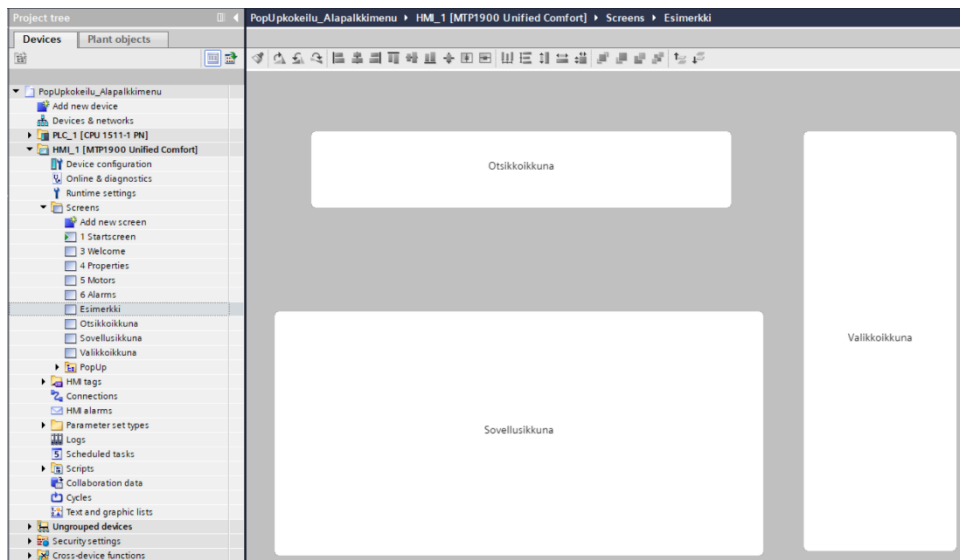 Project tree
PopUpkokeilu_Alapalkkimenu HMI_1 [MTP1900 Unified Comfort] Screens Esimerkki
Devices Plant objects
PopUpkokeilu_Alapalkkimenu
Add new device
Devices & networks
PLC_1 [CPU 1511-1 PN]
HMI_1 [MTP1900 Unified Comfort]
Device configuration
Online & diagnostics
Runtime settings
Screens
Add new screen
1 Startscreen
3 Welcome
4 Properties
5 Motors
6 Alarms
Esimerkki
Otsikkoikkuna
Sovellusikkuna
Valikkoikkuna
PopUp
HMI tags
Connections
HMI alarms
Parameter set types
Logs
Scheduled tasks
Scripts
Collaboration data
Cycles
Text and graphic lists
Ungrouped devices
Security settings
Cross-device functions
Otsikkoikkuna
Valikkoikkuna
Sovellusikkuna